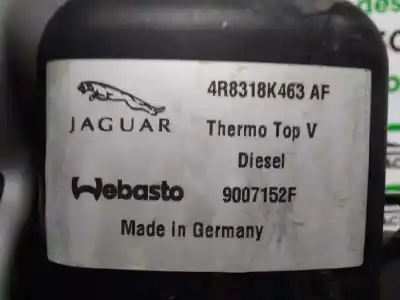 4R8318K463 AF
JAGUAR Thermo Top V
Diesel
Webasto 9007152F
Made in Germany